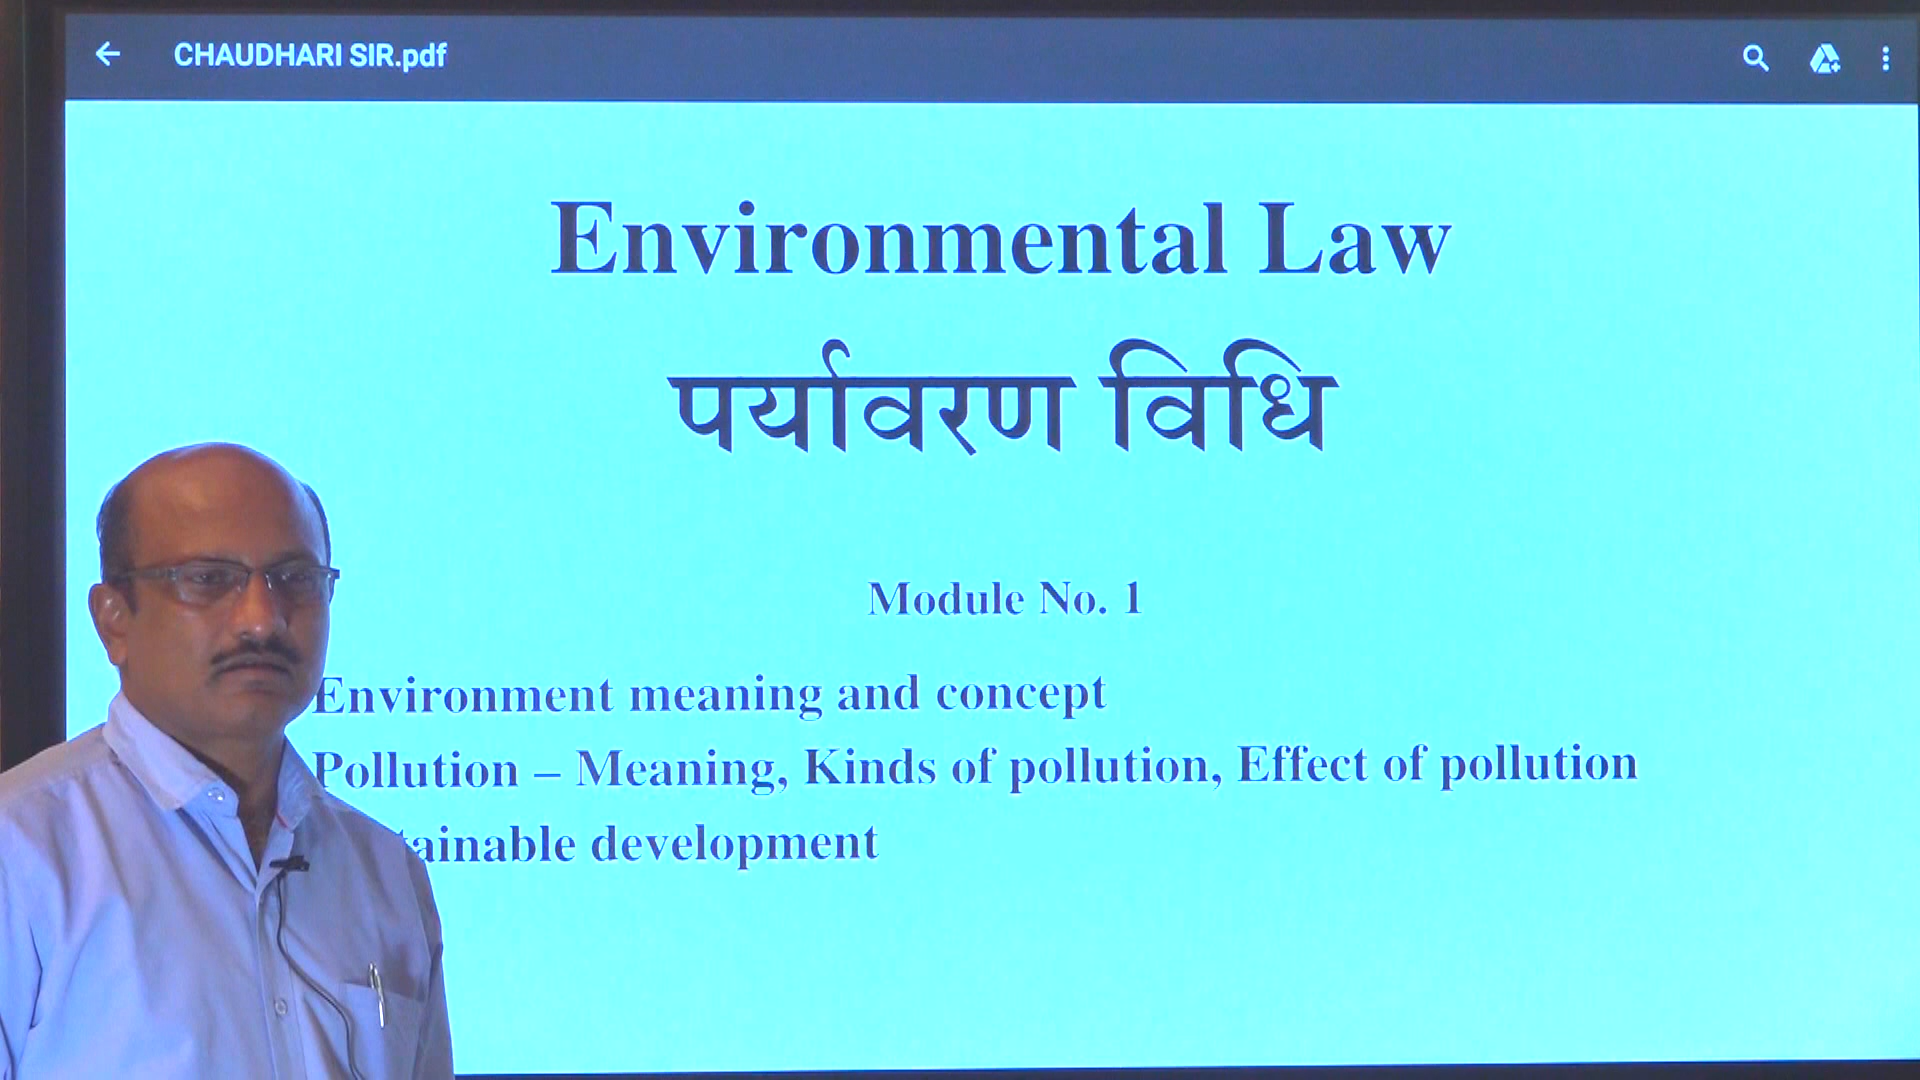 CHAUDHARI SIR.pdf
Environmental Law
पर्यावरण विधि
Module No. 1
Environment meaning and concept
Pollution – Meaning, Kinds of pollution, Effect of pollution
development